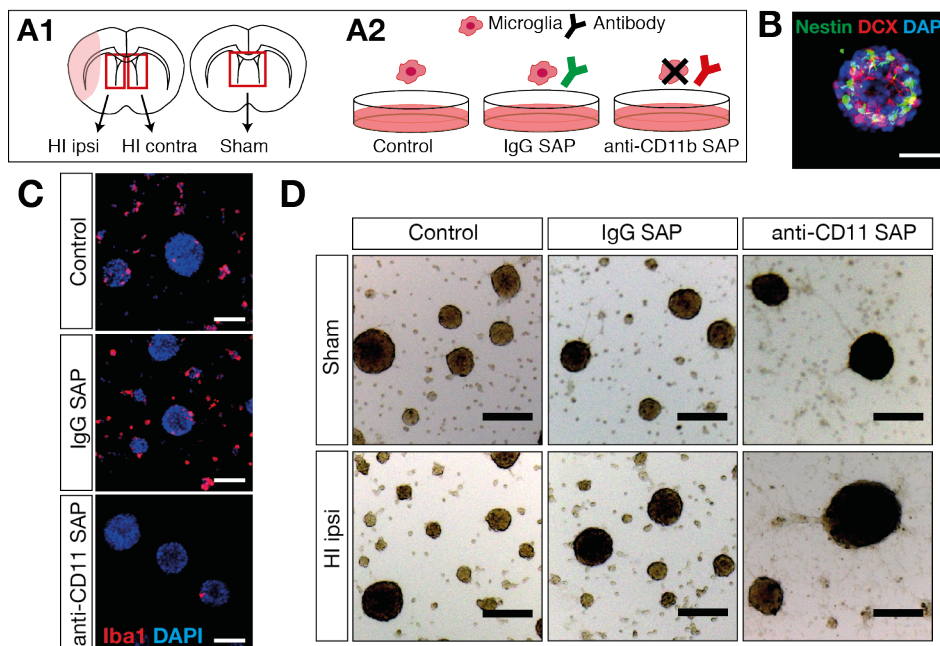 A1
HI ipsi
HI contra
Sham
A2
Microglia
Antibody
Control
IgG SAP
anti-CD11b SAP
B
Nestin DCX DAP
C
Control
IgG SAP
anti-CD11 SAP
Iba1 DAPI
D
Control
IgG SAP
anti-CD11 SAP
Sham
HI ipsi